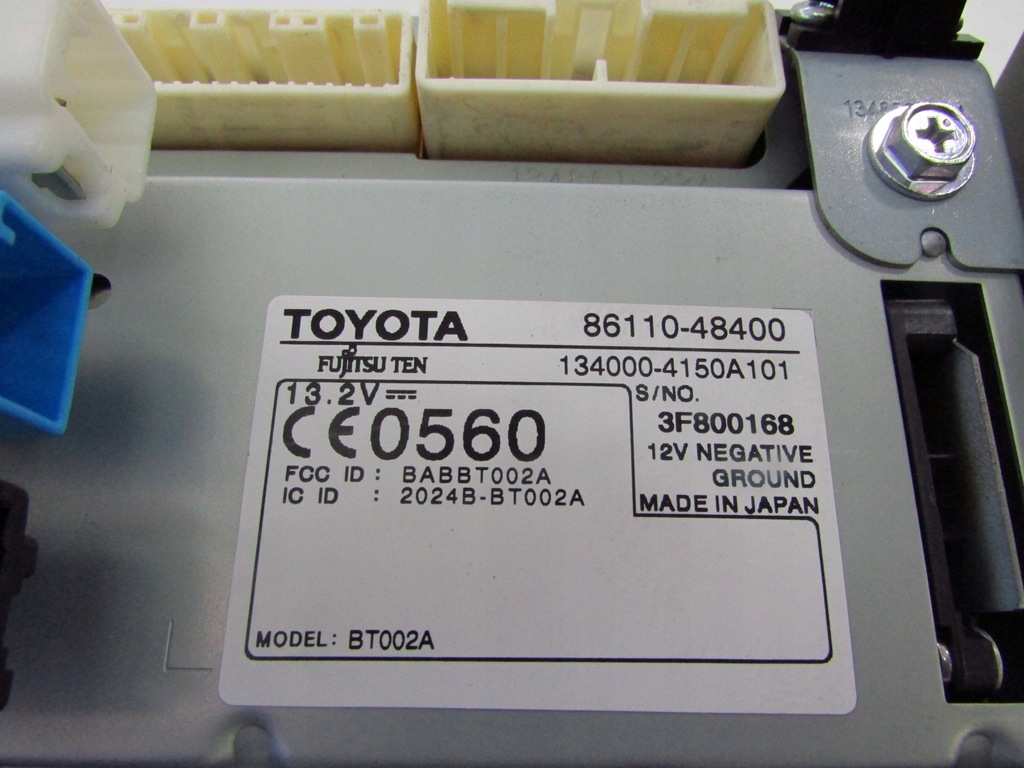 TOYOTA 86110-48400
FUJITSU TEN 134000-4150A101
13.2V S/NO.
CE0560 3F800168
12V NEGATIVE
GROUND
FCC ID : BABBT002A
IC ID : 2024B-BT002A
MADE IN JAPAN
MODEL: BT002A